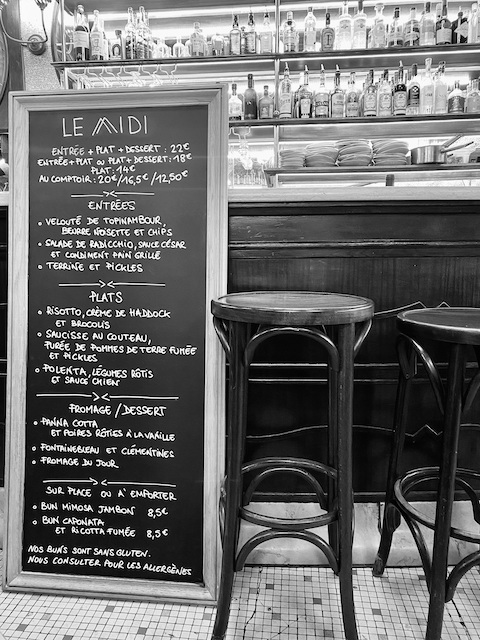 LE MIDI
ENTRÉE + PLAT + DESSERT : 22€
ENTRÉE+PLAT OU PLAT+DESSERT : 18€
PLAT : 14€
AU COMPTOIR : 20€/16,5€/12,50€
ENTRÉES
• VELOUTÉ DE TOPINAMBOUR,
BEURRE NOISETTE ET CHIPS
• SALADE DE RADICCHIO, SAUCE CÉSAR
ET CONDIMENT PAIN GRILLÉ
• TERRINE ET PICKLES
PLATS
• RISOTTO, CRÈME DE HADDOCK
ET BROCOLIS
• SAUCISSE AU COUTEAU,
PURÉE DE POMMES DE TERRE FUMÉE
ET PICKLES
• POLENTA, LÉGUMES RÔTIS
ET SAUCE CHIEN
FROMAGE/DESSERT
• PANNA COTTA
ET POIRES RÔTIES À LA VANILLE
• FONTAINEBLEAU ET CLÉMENTINES
• FROMAGE DU JOUR
SUR PLACE OU À EMPORTER
• BUN MIMOSA JAMBON 8,5€
• BUN CAPONATA
ET RICOTTA FUMÉE 8,5€
NOS BUNS SONT SANS GLUTEN.
NOUS CONSULTER POUR LES ALLERGÈNES